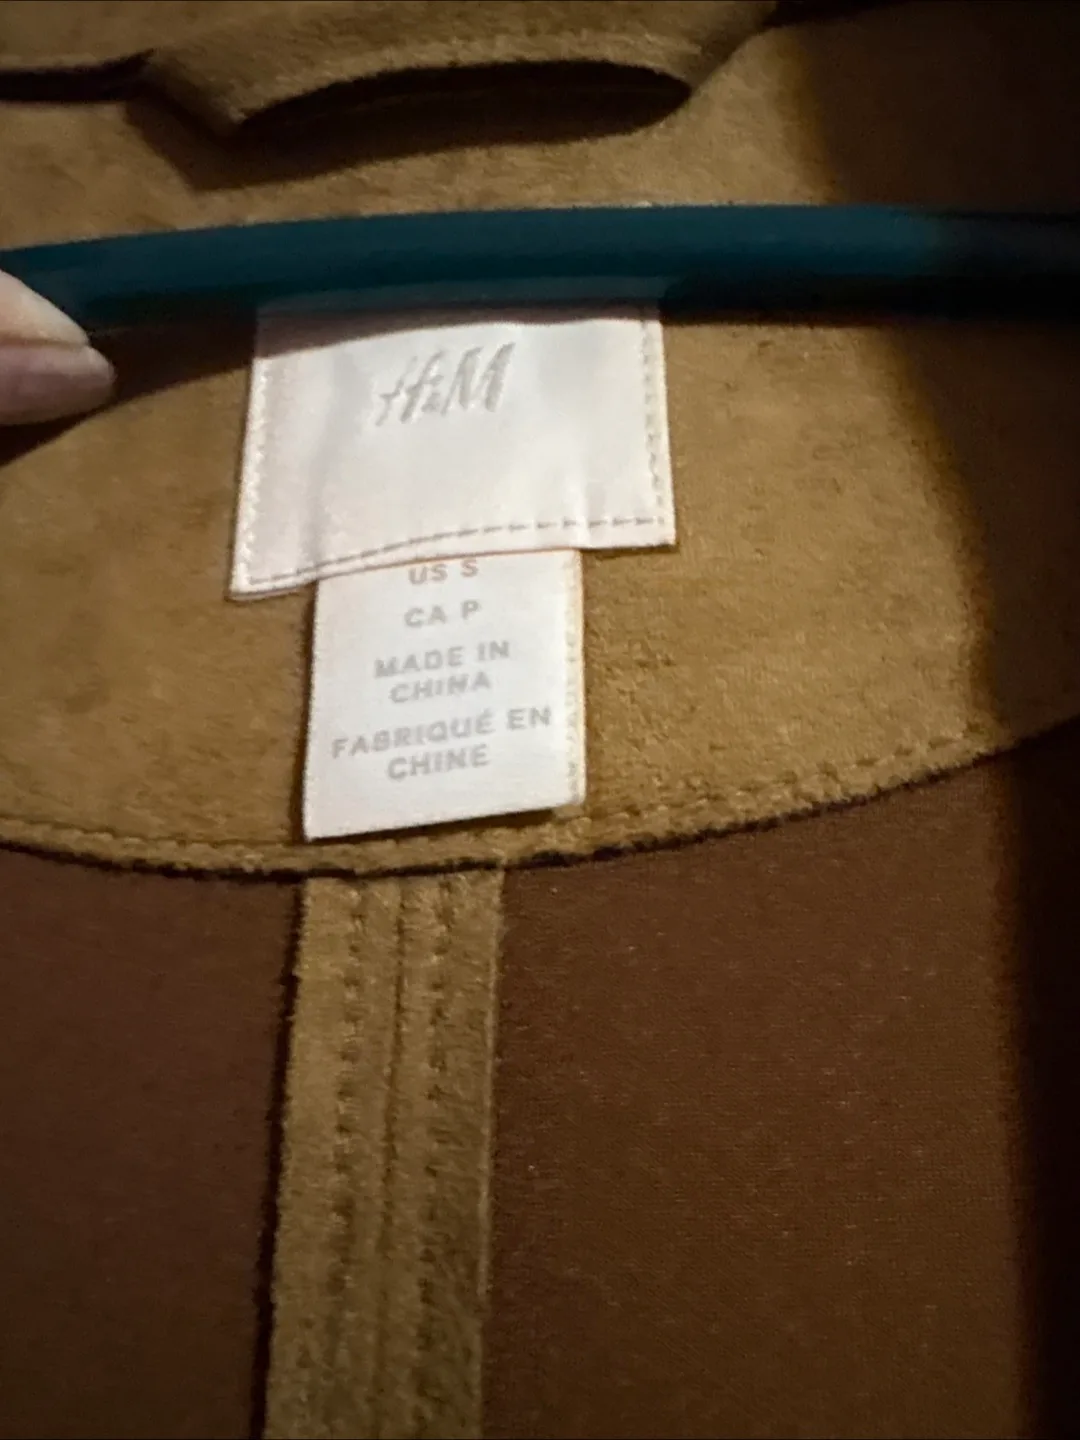 H&M
US S
CA P
MADE IN
CHINA
FABRIQUÉ EN
CHINE